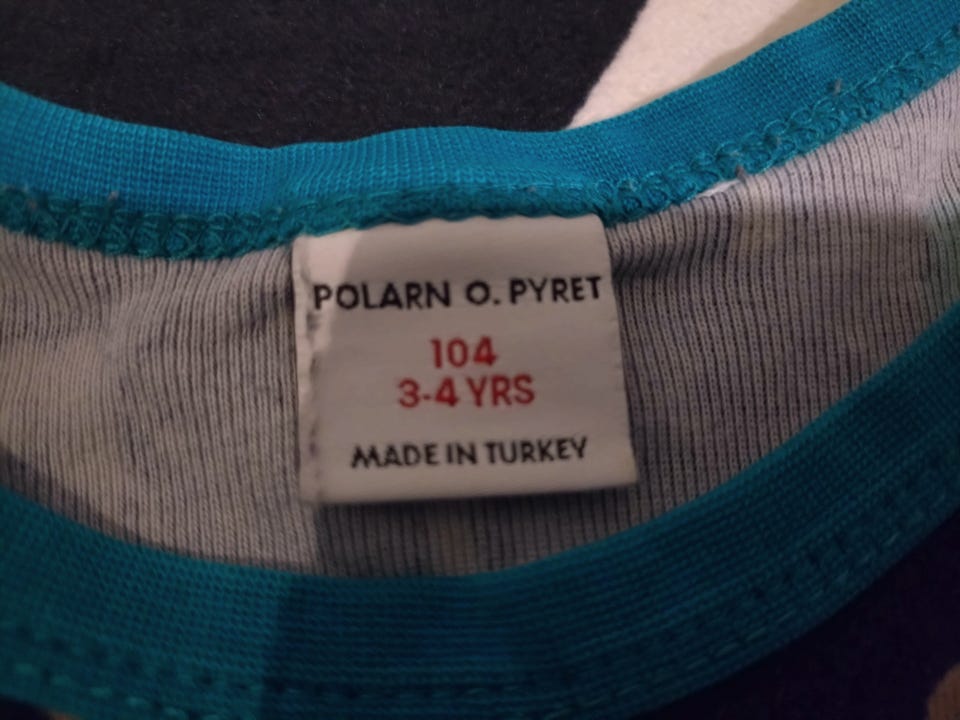 POLARN O. PYRET
104
3-4 YRS
MADE IN TURKEY